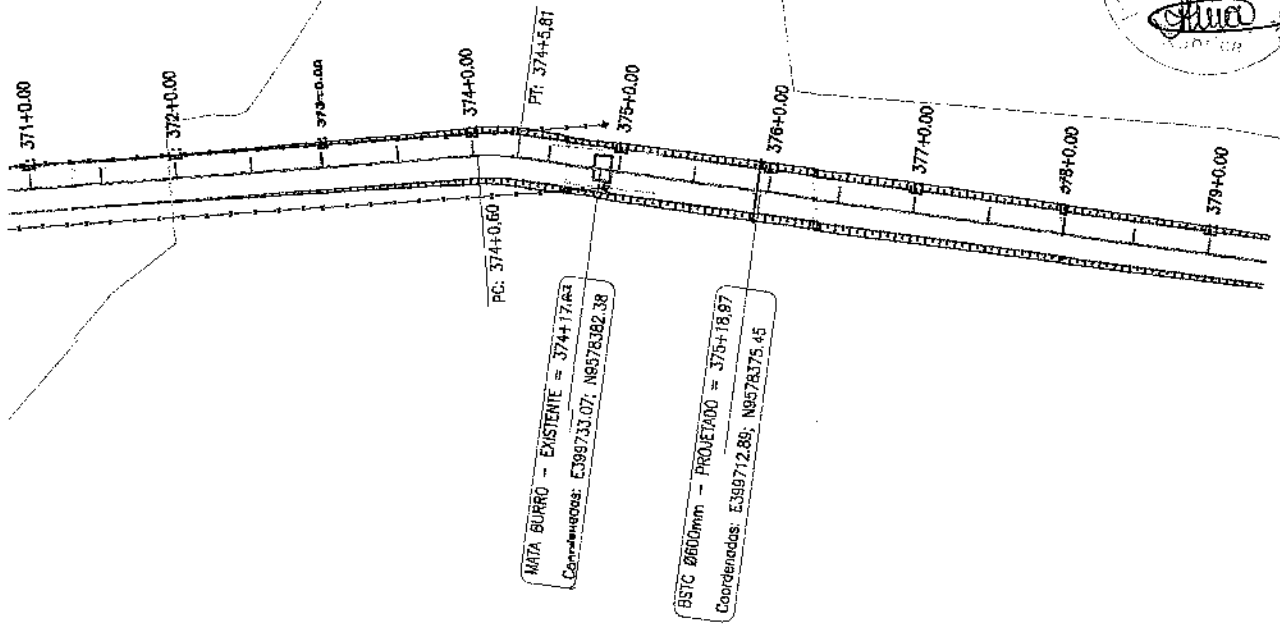 371+0.00
372+0.00
373+0.00
374+0.00
PT: 374+5,81
375+0.00
376+0.00
377+0.00
378+0.00
379+0.00
PC: 374+0,60
MATA BURRO - EXISTENTE = 374+17,63
Coordenadas: E399733.07; N9578382.38
BSTC Ø600mm - PROJETADO = 375+18,97
Coordenadas: E399712.89; N9578375.45